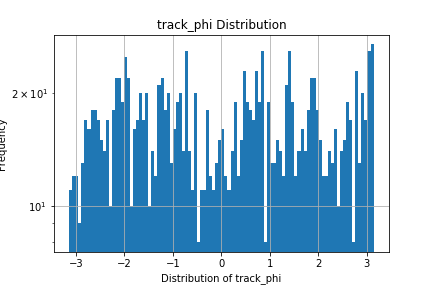 track_phi Distribution
Frequency
2 × 10¹
10¹
−3 −2 −1 0 1 2 3
Distribution of track_phi